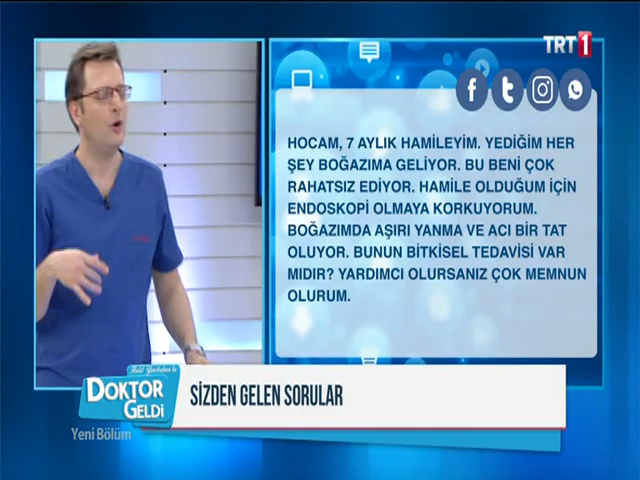 TRT 1
HOCAM, 7 AYLIK HAMİLEYİM. YEDİĞİM HER
ŞEY BOĞAZIMA GELİYOR. BU BENİ ÇOK
RAHATSIZ EDİYOR. HAMİLE OLDUĞUM İÇİN
ENDOSKOPİ OLMAYA KORKUYORUM.
BOĞAZIMDA AŞIRI YANMA VE ACI BİR TAT
OLUYOR. BUNUN BİTKİSEL TEDAVİSİ VAR
MIDIR? YARDIMCI OLURSANIZ ÇOK MEMNUN
OLURUM.
DOKTOR
GELDİ
SİZDEN GELEN SORULAR
Yeni Bölüm